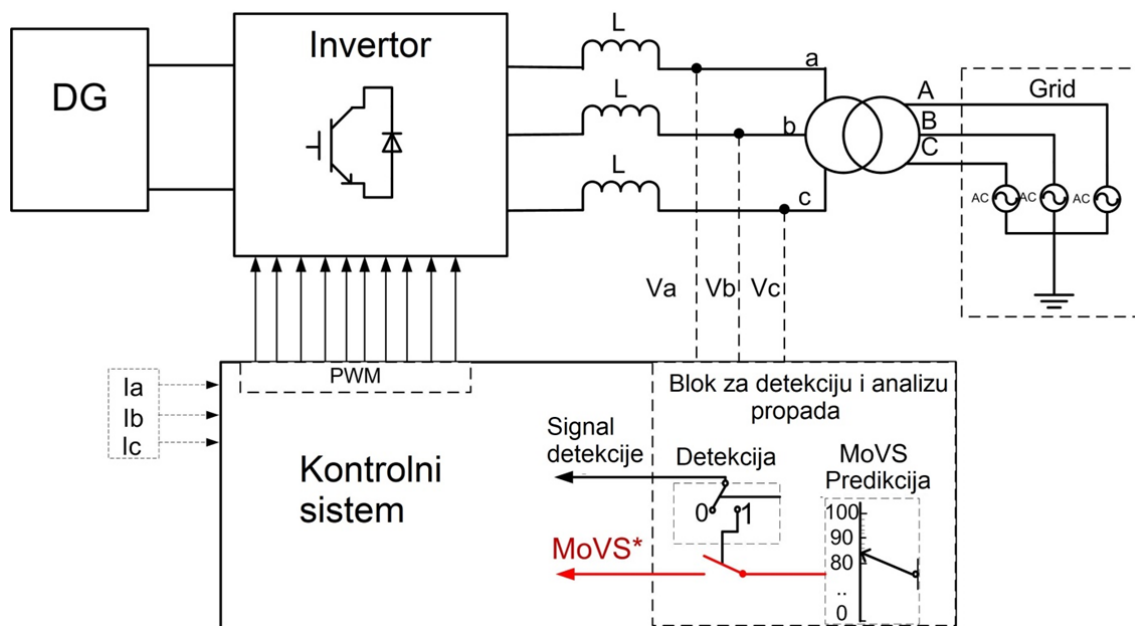 DG
Invertor
L
L
L
a
b
c
A
B
C
Grid
AC
AC
AC
Va
Vb
Vc
Ia
Ib
Ic
PWM
Kontrolni
sistem
Blok za detekciju i analizu
propada
Signal
detekcije
Detekcija
0
1
MoVS
Predikcija
100
90
80
..
0
MoVS*